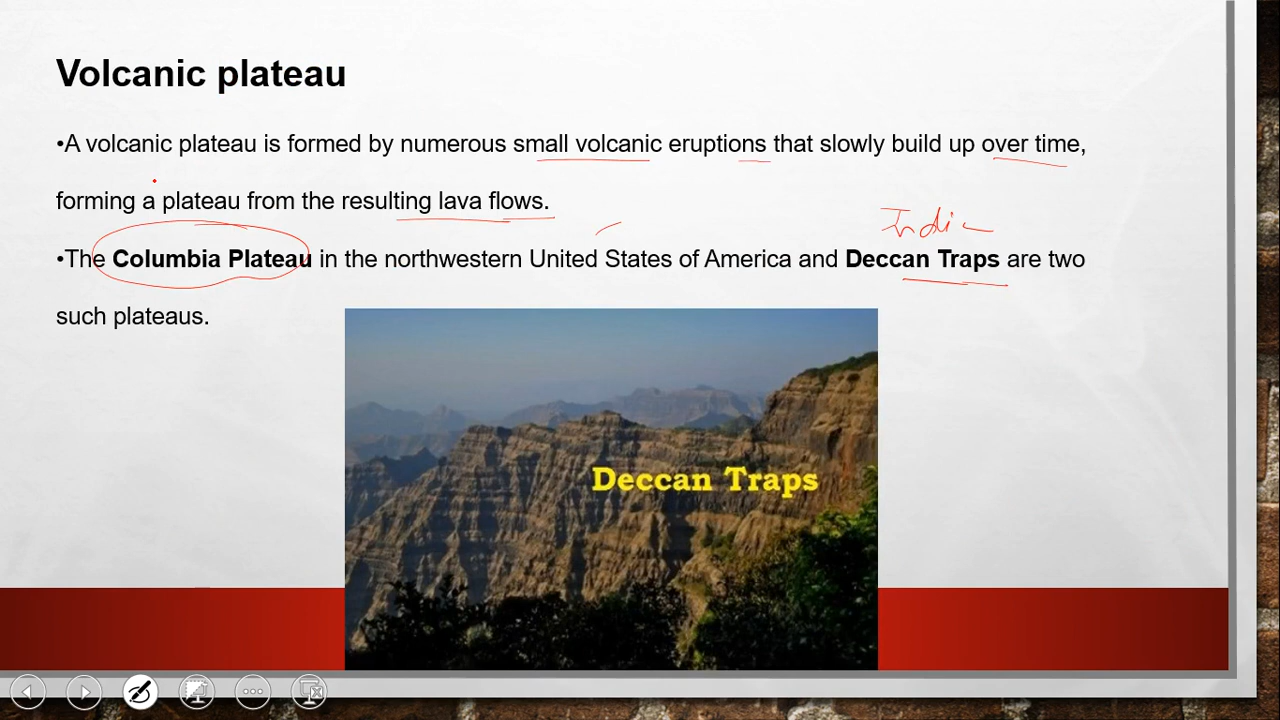 Volcanic plateau
•A volcanic plateau is formed by numerous small volcanic eruptions that slowly build up over time,
forming a plateau from the resulting lava flows.
India
•The Columbia Plateau in the northwestern United States of America and Deccan Traps are two
such plateaus.
Deccan Traps